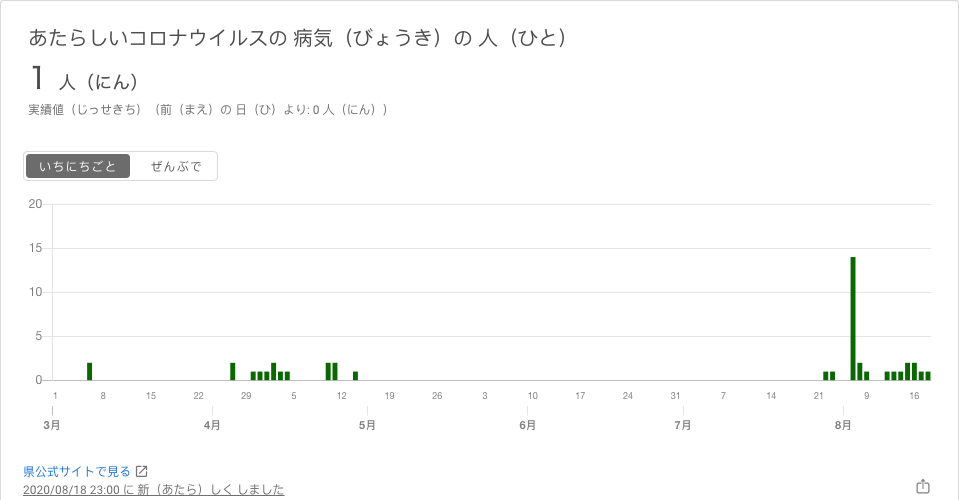 あたらしいコロナウイルスの 病気（びょうき）の 人（ひと）
1 人（にん）
実績値（じっせきち）（前（まえ）の 日（ひ）より: 0 人（にん））
いちにちごと ぜんぶで
20
15
10
5
0
1 8 15 22 29 5 12 19 26 3 10 17 24 31 7 14 21 9 16
3月 4月 5月 6月 7月 8月
県公式サイトで見る
2020/08/18 23:00 に 新（あたら）しく しました